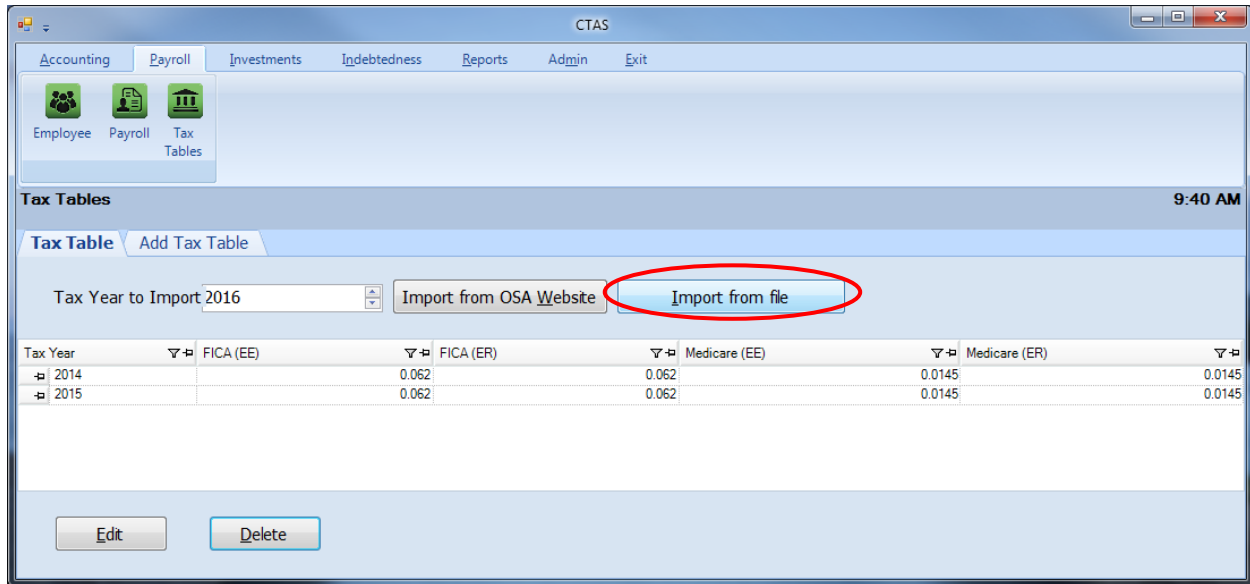 CTAS
Accounting Payroll Investments Indebtedness Reports Admin Exit
Employee Payroll Tax Tables
Tax Tables 9:40 AM
Tax Table Add Tax Table
Tax Year to Import 2016 Import from OSA Website Import from file
Tax Year FICA (EE) FICA (ER) Medicare (EE) Medicare (ER)
2014 0.062 0.062 0.0145 0.0145
2015 0.062 0.062 0.0145 0.0145
Edit Delete